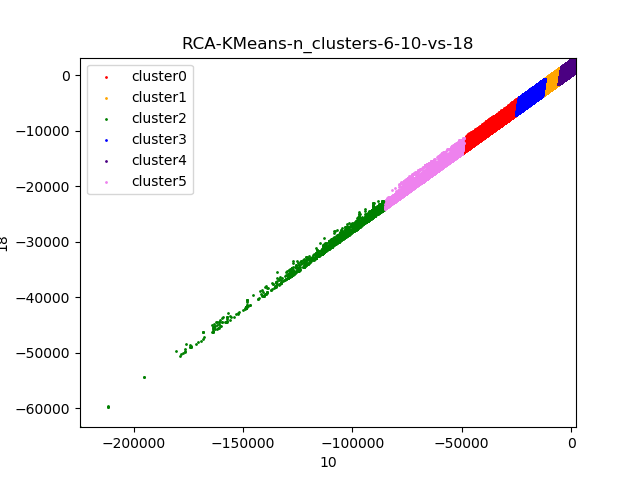 RCA-KMeans-n_clusters-6-10-vs-18
cluster0
cluster1
cluster2
cluster3
cluster4
cluster5
0
−10000
−20000
−30000
−40000
−50000
−60000
18
−200000
−150000
−100000
−50000
0
10